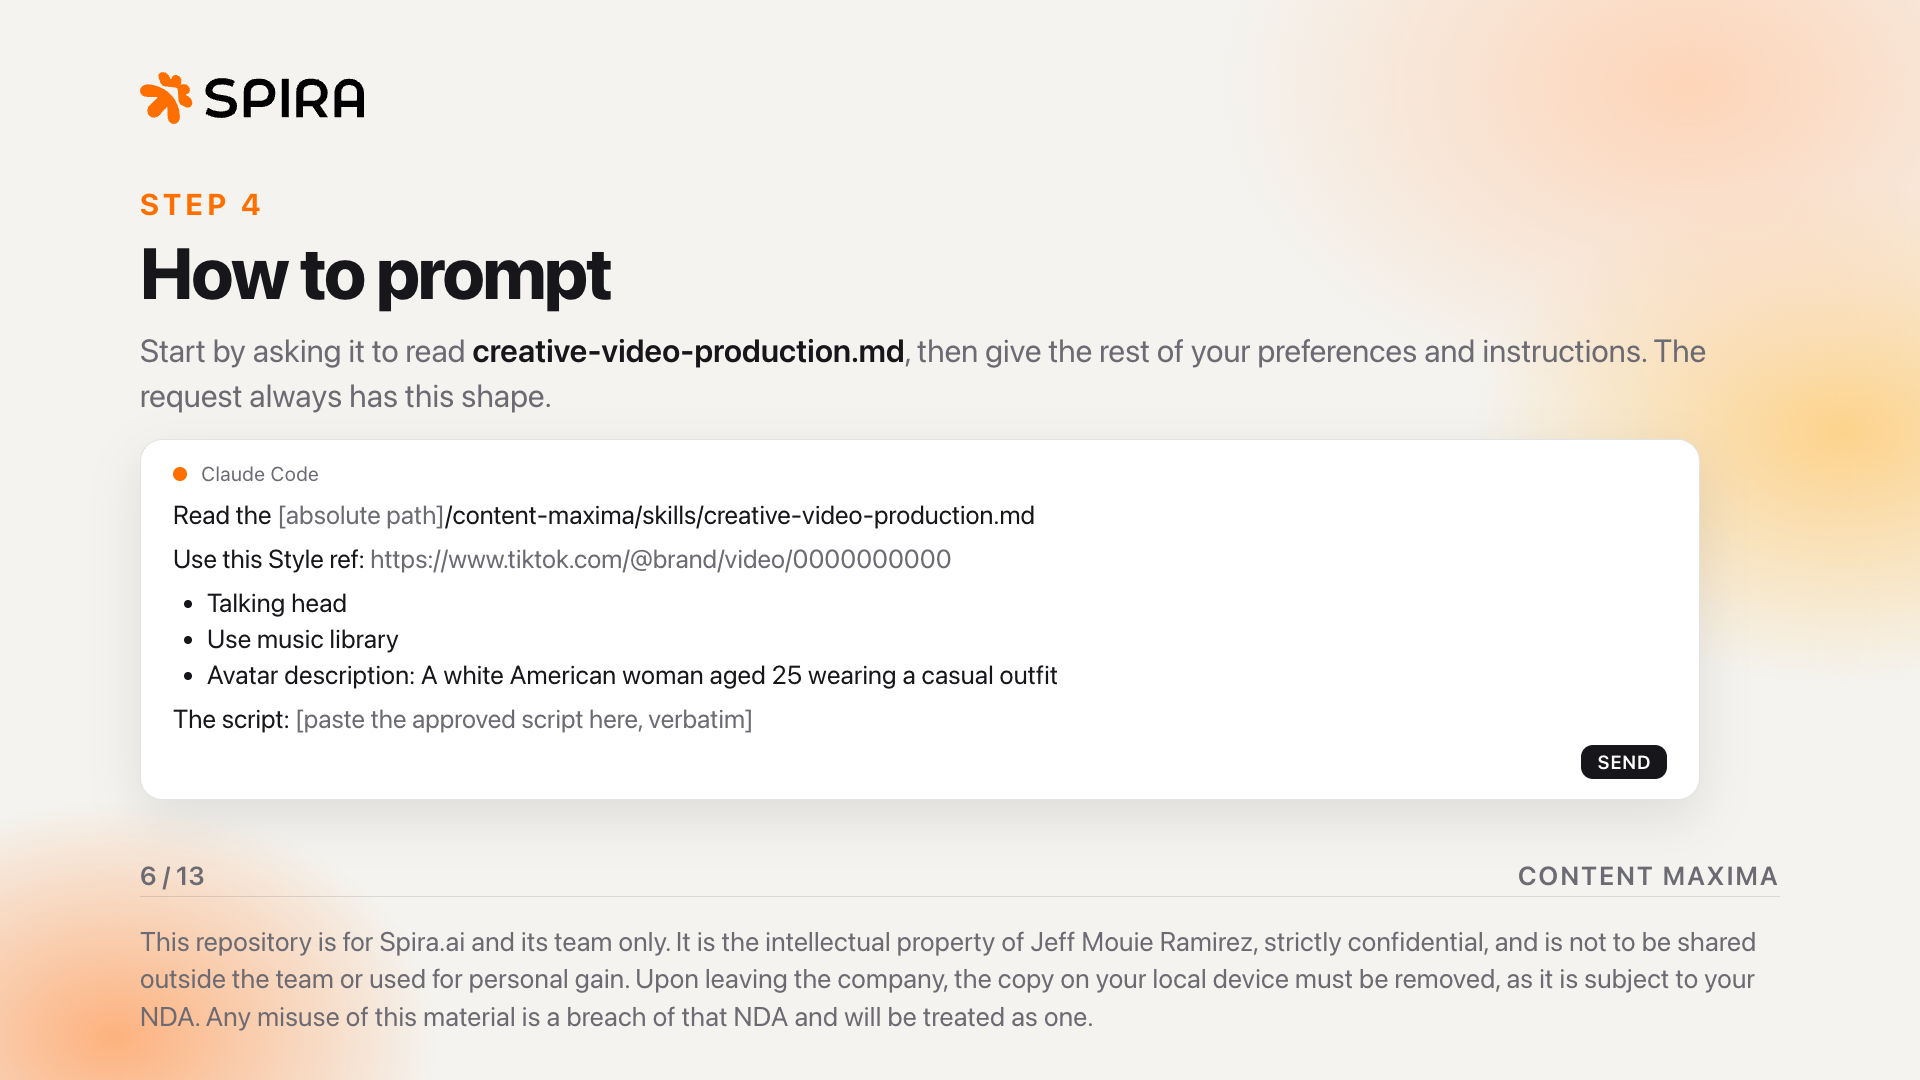 SPIRA
STEP 4
How to prompt
Start by asking it to read creative-video-production.md, then give the rest of your preferences and instructions. The
request always has this shape.
Claude Code
Read the [absolute path]/content-maxima/skills/creative-video-production.md
Use this Style ref: https://www.tiktok.com/@brand/video/0000000000
• Talking head
• Use music library
• Avatar description: A white American woman aged 25 wearing a casual outfit
The script: [paste the approved script here, verbatim]
SEND
6 / 13
CONTENT MAXIMA
This repository is for Spira.ai and its team only. It is the intellectual property of Jeff Mouie Ramirez, strictly confidential, and is not to be shared
outside the team or used for personal gain. Upon leaving the company, the copy on your local device must be removed, as it is subject to your
NDA. Any misuse of this material is a breach of that NDA and will be treated as one.